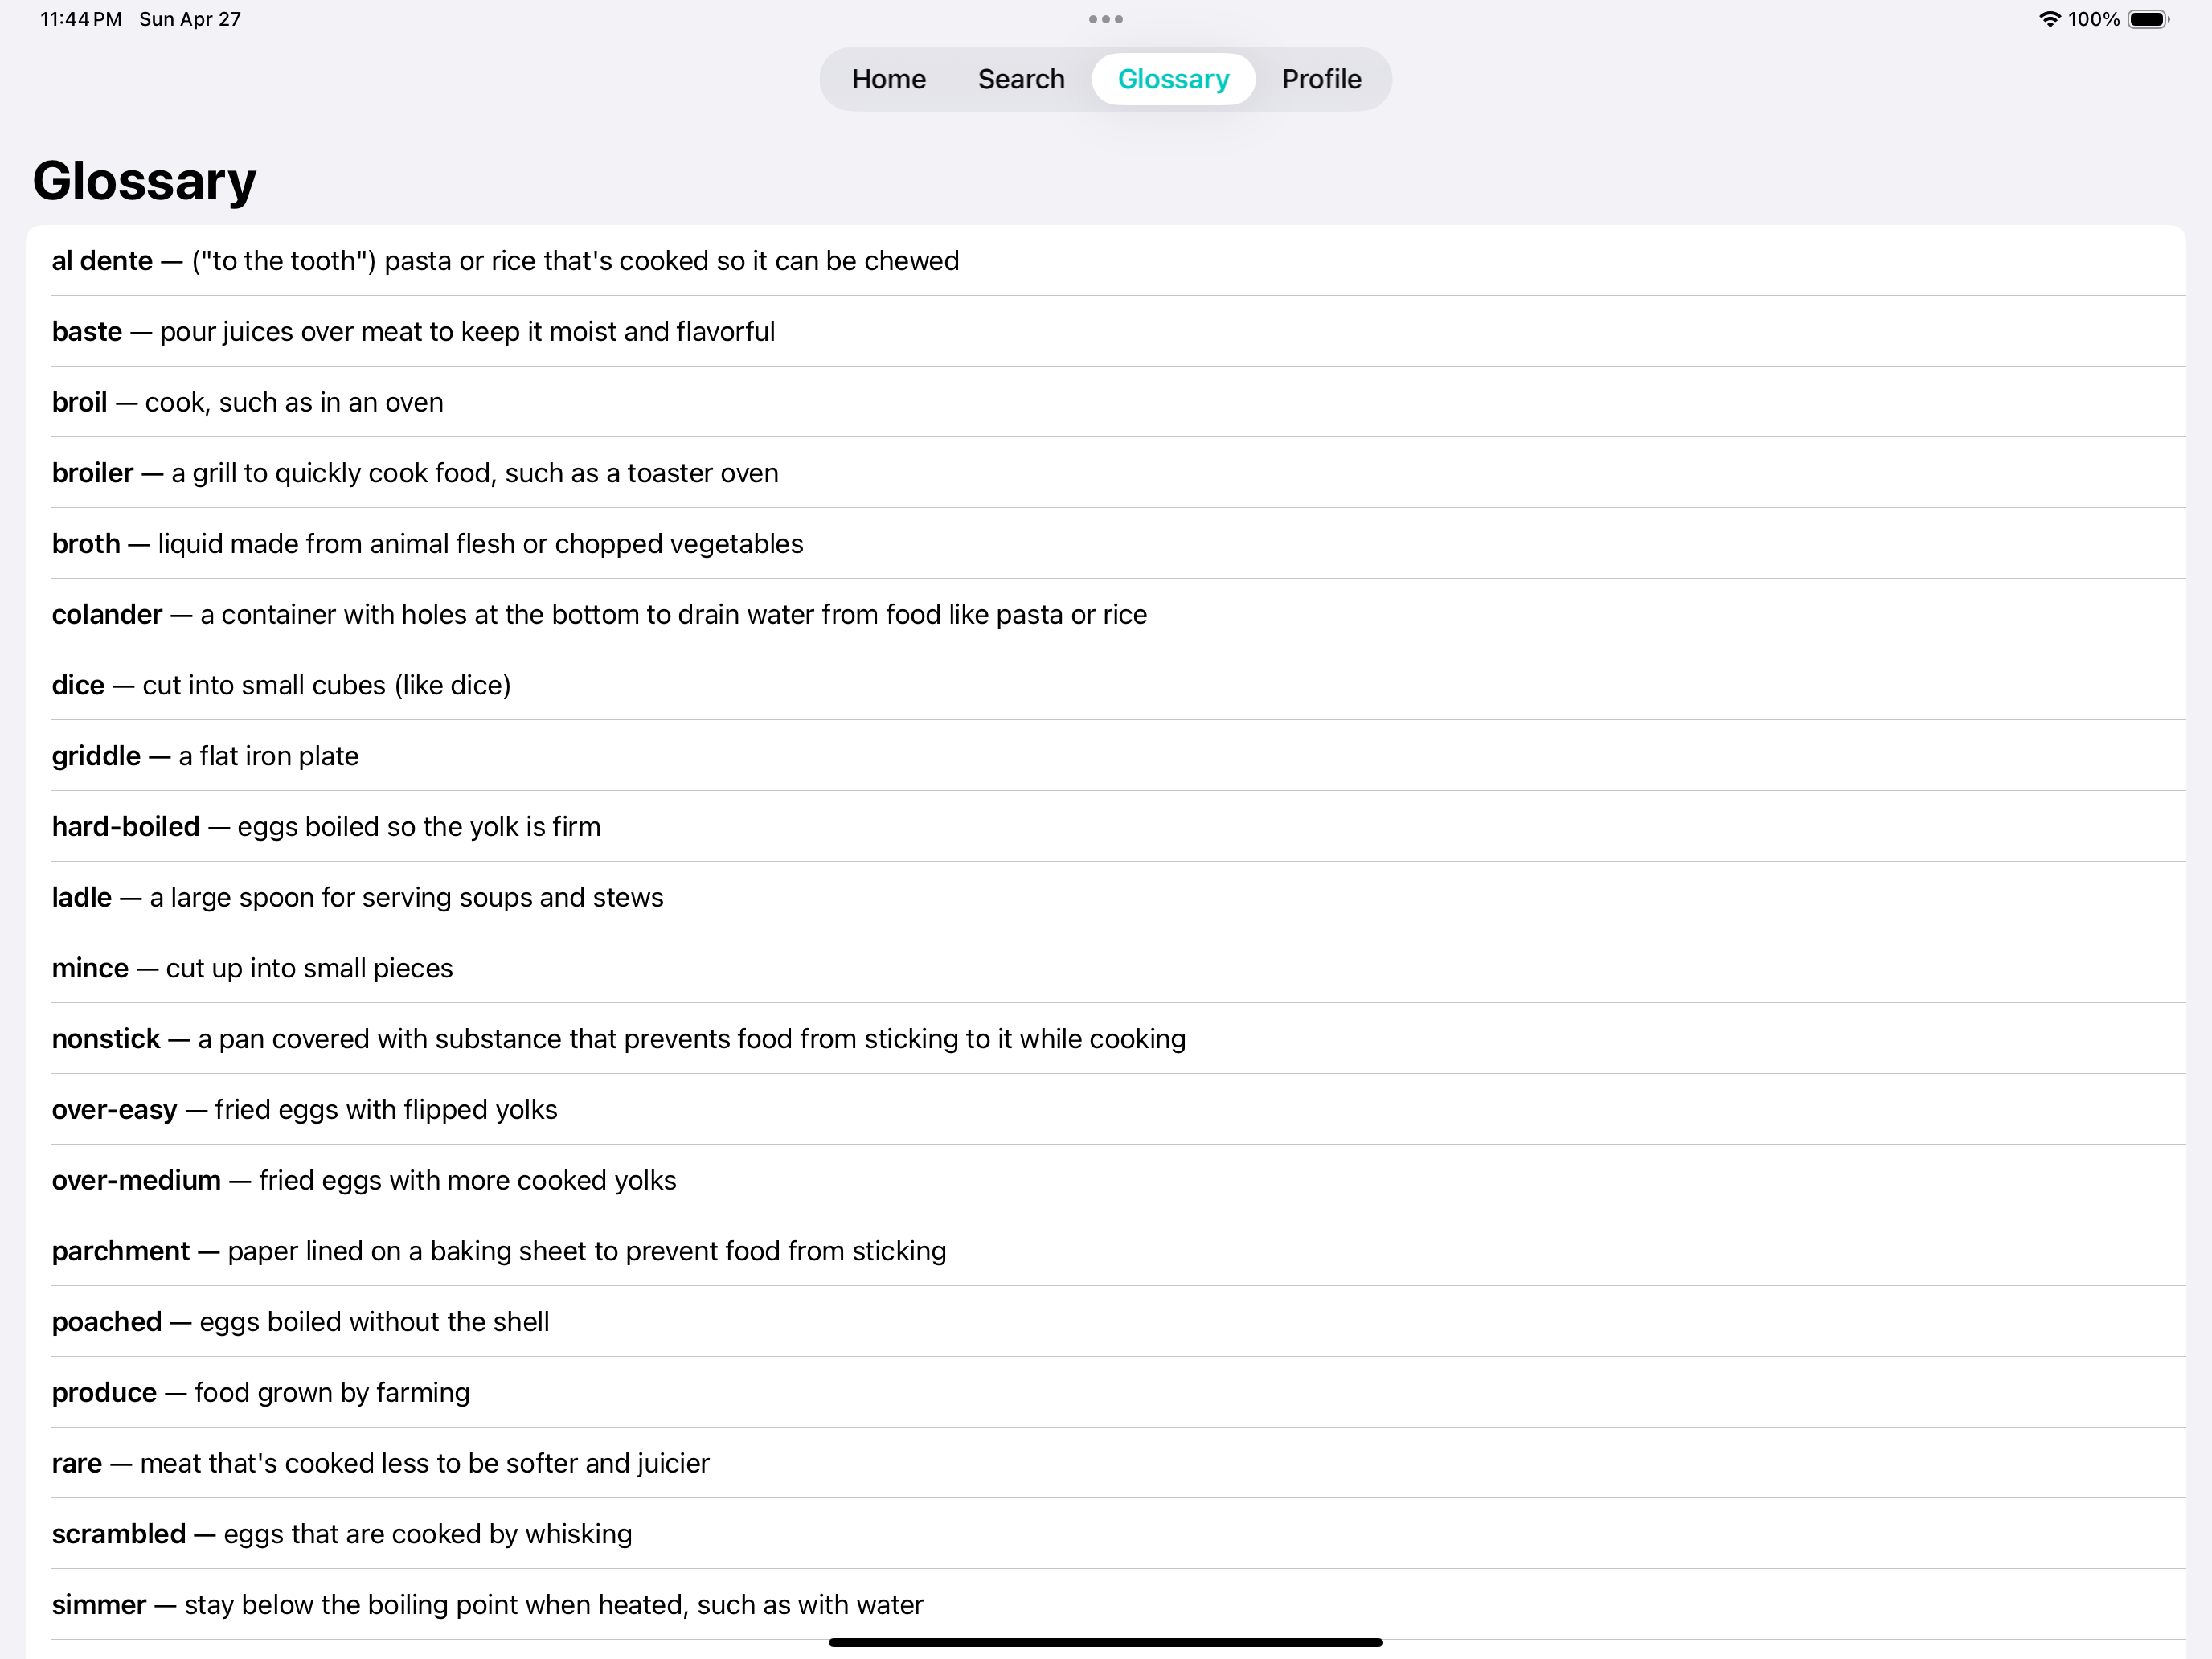 11:44 PM Sun Apr 27
100%
Home Search Glossary Profile
Glossary
al dente — ("to the tooth") pasta or rice that's cooked so it can be chewed
baste — pour juices over meat to keep it moist and flavorful
broil — cook, such as in an oven
broiler — a grill to quickly cook food, such as a toaster oven
broth — liquid made from animal flesh or chopped vegetables
colander — a container with holes at the bottom to drain water from food like pasta or rice
dice — cut into small cubes (like dice)
griddle — a flat iron plate
hard-boiled — eggs boiled so the yolk is firm
ladle — a large spoon for serving soups and stews
mince — cut up into small pieces
nonstick — a pan covered with substance that prevents food from sticking to it while cooking
over-easy — fried eggs with flipped yolks
over-medium — fried eggs with more cooked yolks
parchment — paper lined on a baking sheet to prevent food from sticking
poached — eggs boiled without the shell
produce — food grown by farming
rare — meat that's cooked less to be softer and juicier
scrambled — eggs that are cooked by whisking
simmer — stay below the boiling point when heated, such as with water